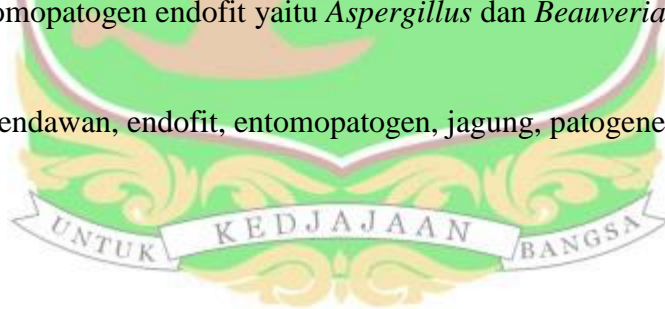 omopatogen endofit yaitu Aspergillus dan Beauveria
endawan, endofit, entomopatogen, jagung, patogene
UNTUK KEDJAJAAN BANGSA